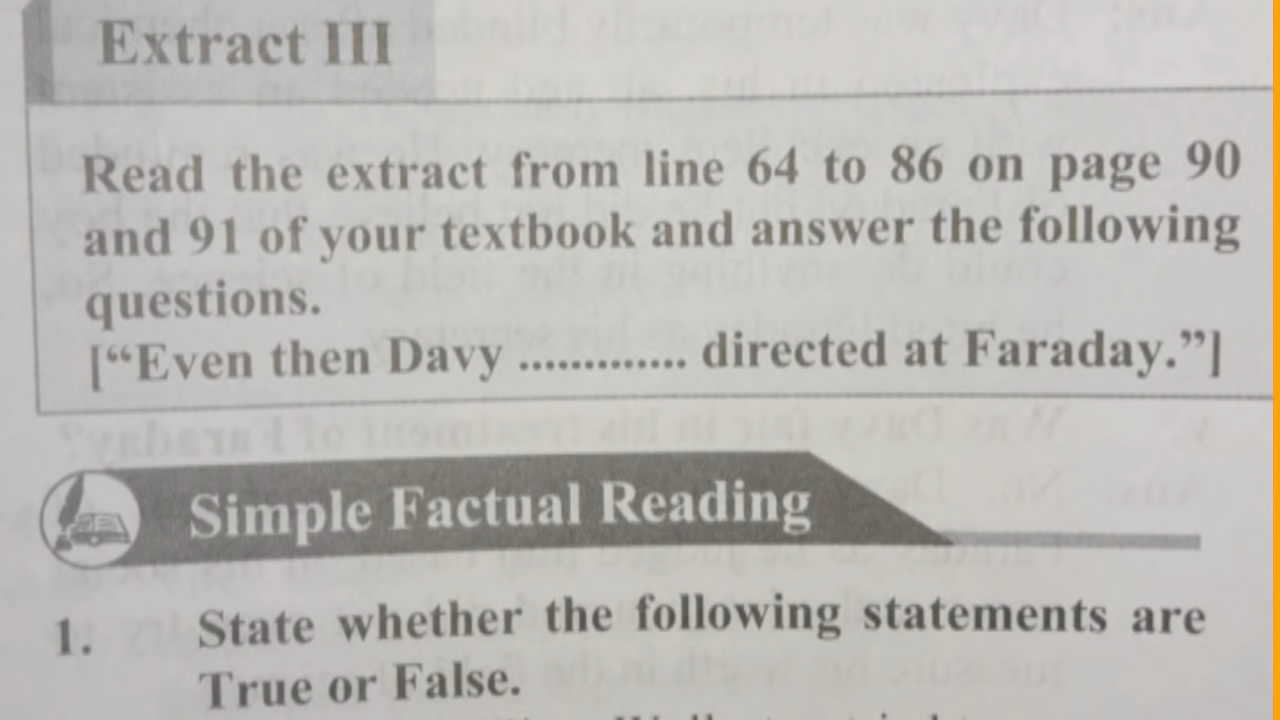 Extract III
Read the extract from line 64 to 86 on page 90
and 91 of your textbook and answer the following
questions.
[“Even then Davy ............. directed at Faraday.”]
Simple Factual Reading
1. State whether the following statements are
True or False.